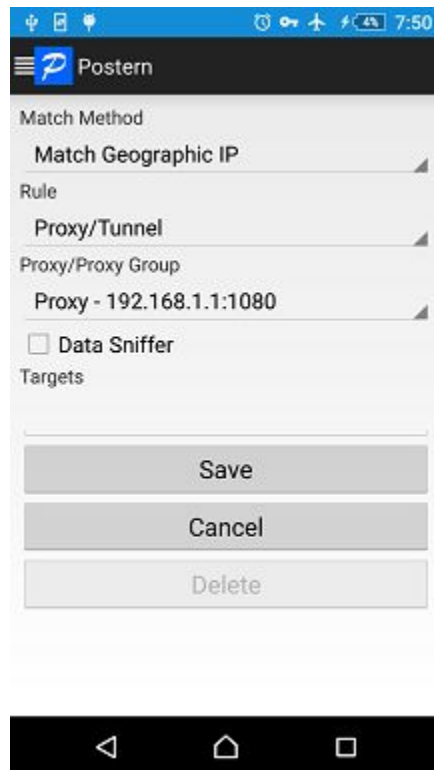 4% 7:50
P Postern
Match Method
Match Geographic IP
Rule
Proxy/Tunnel
Proxy/Proxy Group
Proxy - 192.168.1.1:1080
Data Sniffer
Targets
Save
Cancel
Delete